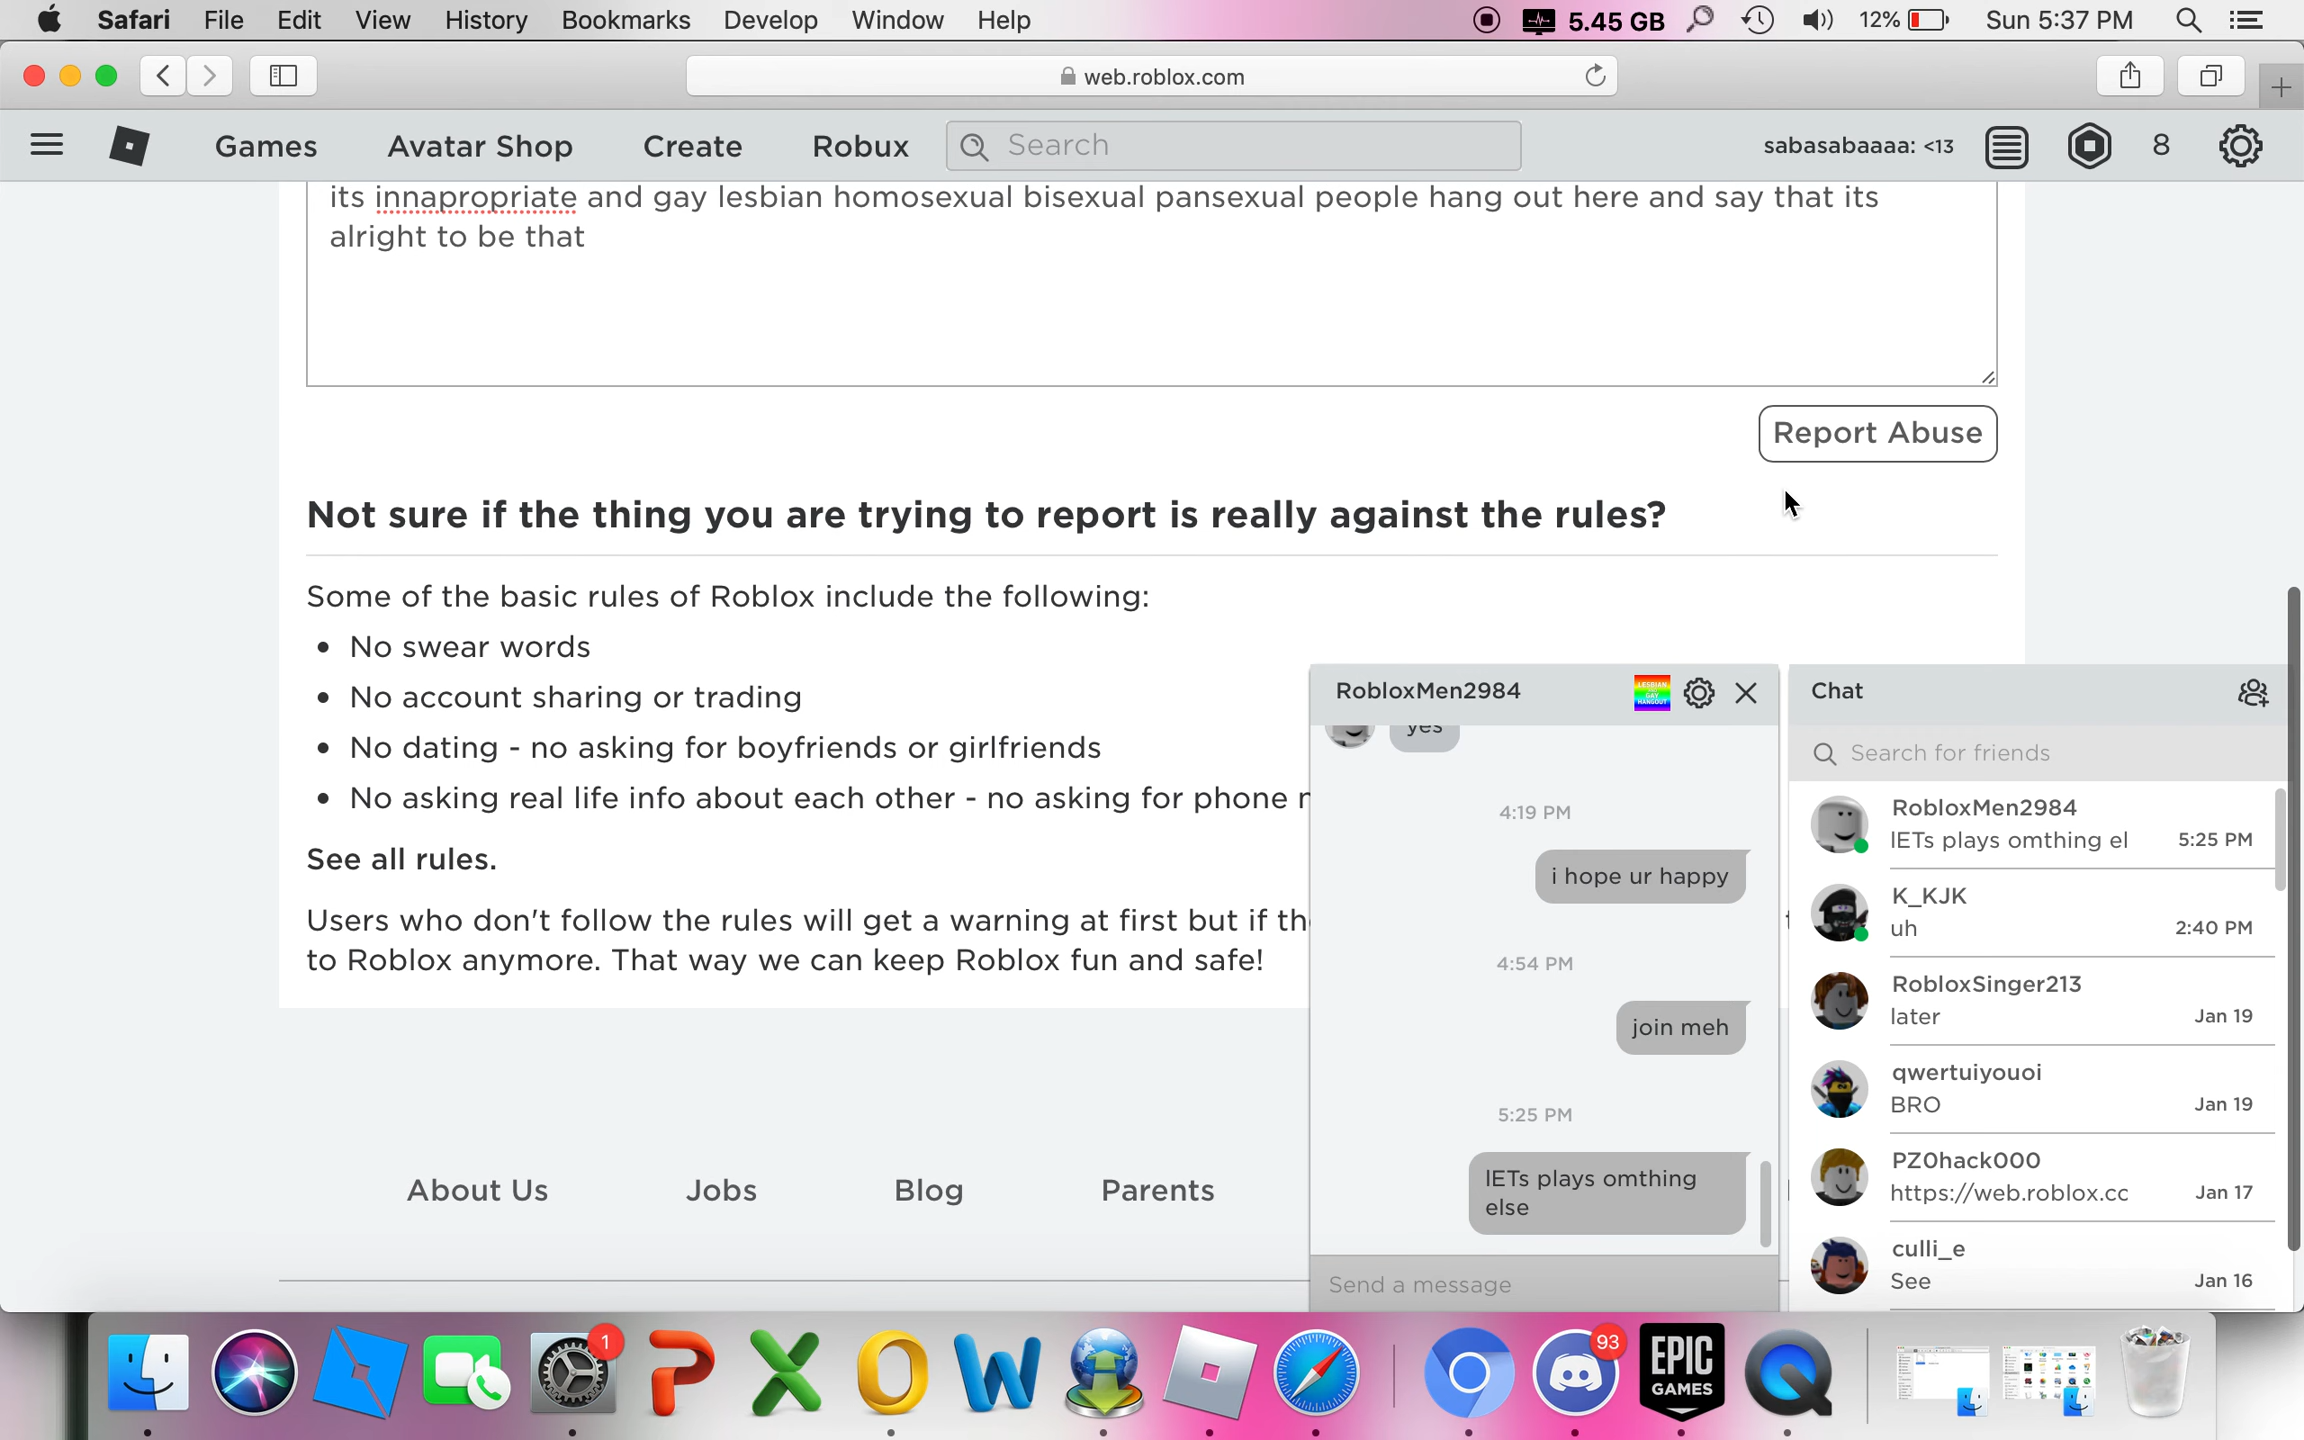 Safari File Edit View History Bookmarks Develop Window Help 5.45 GB 12% Sun 5:37 PM
web.roblox.com
Games Avatar Shop Create Robux Search sabasabaaaa: <13 8
its innapropriate and gay lesbian homosexual bisexual pansexual people hang out here and say that its
alright to be that
Report Abuse
Not sure if the thing you are trying to report is really against the rules?
Some of the basic rules of Roblox include the following:
• No swear words
• No account sharing or trading
• No dating - no asking for boyfriends or girlfriends
• No asking real life info about each other - no asking for phone
See all rules.
Users who don't follow the rules will get a warning at first but if
to Roblox anymore. That way we can keep Roblox fun and safe!
About Us Jobs Blog Parents
RobloxMen2984
LESBIAN
GAY
HANGOUT
yes
4:19 PM
i hope ur happy
4:54 PM
join meh
5:25 PM
lETs plays omthing
else
Send a message
Chat
Search for friends
RobloxMen2984
lETs plays omthing el 5:25 PM
K_KJK
uh 2:40 PM
RobloxSinger213
later Jan 19
qwertuiyouoi
BRO Jan 19
PZ0hack000
https://web.roblox.cc Jan 17
culli_e
See Jan 16
1
93
EPIC
GAMES